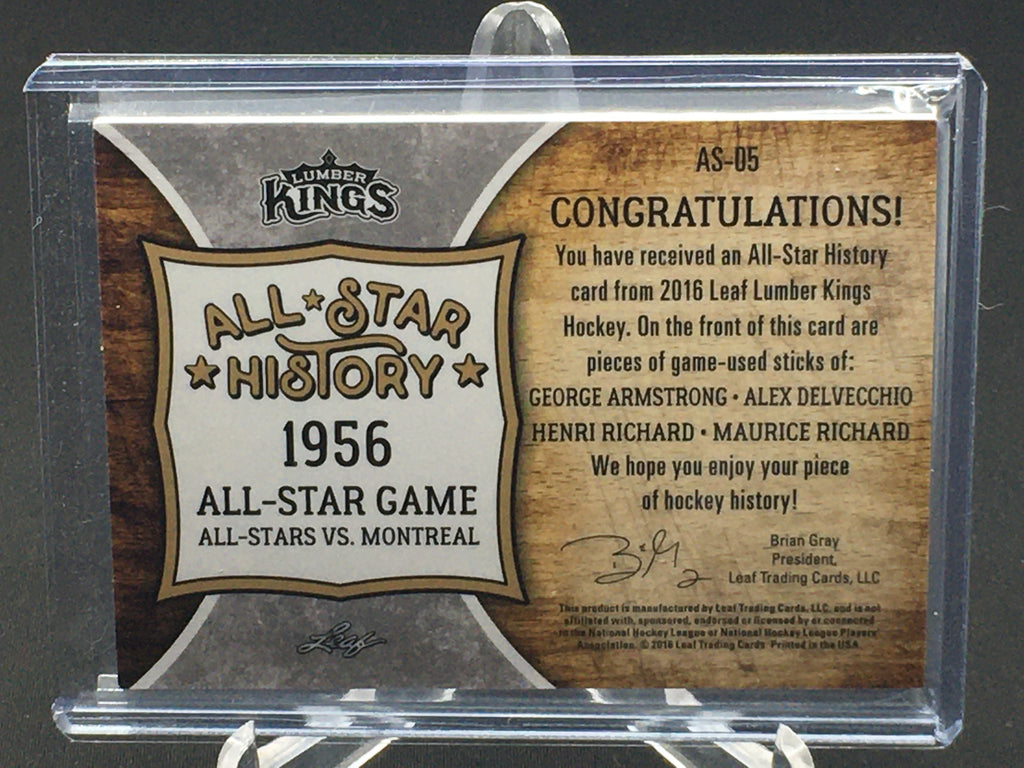 LUMBER
KINGS
ALL★STAR
★HISTORY★
1956
ALL-STAR GAME
ALL-STARS VS. MONTREAL
Leaf
AS-05
CONGRATULATIONS!
You have received an All-Star History
card from 2016 Leaf Lumber Kings
Hockey. On the front of this card are
pieces of game-used sticks of:
GEORGE ARMSTRONG • ALEX DELVECCHIO
HENRI RICHARD • MAURICE RICHARD
We hope you enjoy your piece
of hockey history!
Brian Gray
President,
Leaf Trading Cards, LLC
This product is manufactured by Leaf Trading Cards, LLC. and is not
affiliated with, sponsored, endorsed or licensed by or connected
to the National Hockey League or National Hockey League Players'
Association. © 2016 Leaf Trading Cards Printed in the USA.